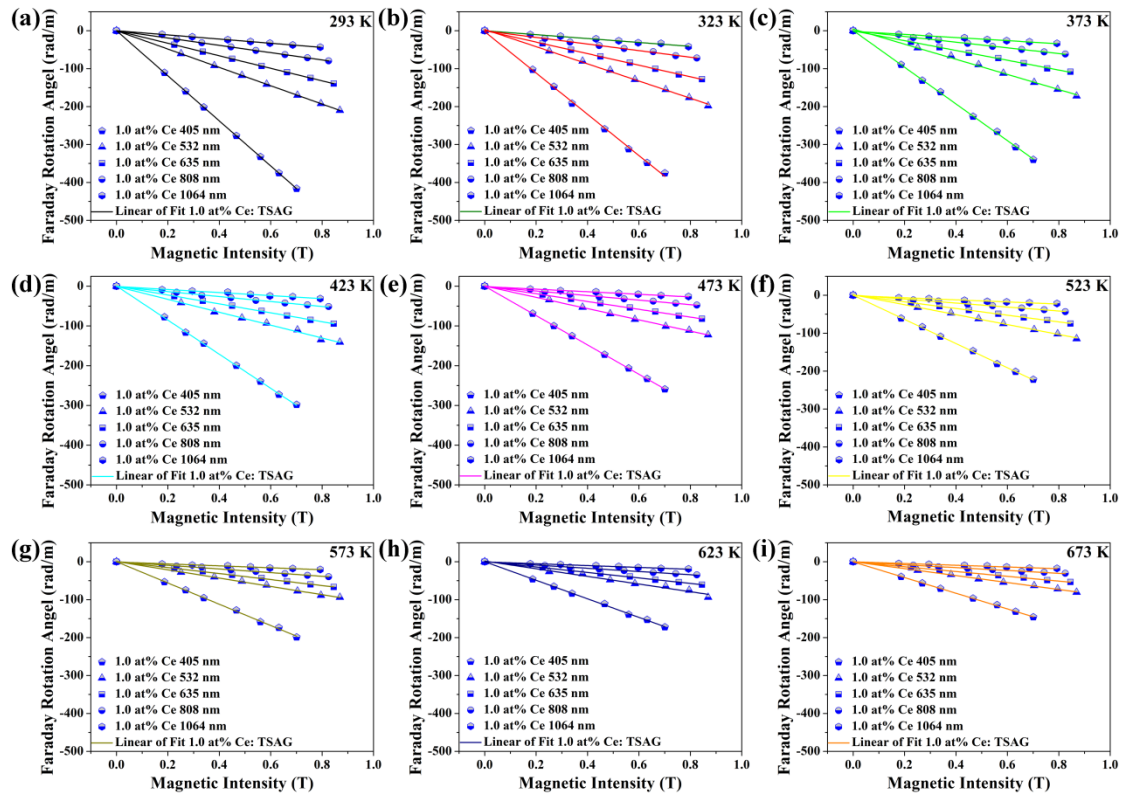 (a)
293 K
0
-100
-200
-300
-400
-500
Faraday Rotation Angel (rad/m)
1.0 at% Ce 405 nm
1.0 at% Ce 532 nm
1.0 at% Ce 635 nm
1.0 at% Ce 808 nm
1.0 at% Ce 1064 nm
Linear of Fit 1.0 at% Ce: TSAG
0.0 0.2 0.4 0.6 0.8 1.0
Magnetic Intensity (T)
(b)
323 K
0
-100
-200
-300
-400
-500
Faraday Rotation Angel (rad/m)
1.0 at% Ce 405 nm
1.0 at% Ce 532 nm
1.0 at% Ce 635 nm
1.0 at% Ce 808 nm
1.0 at% Ce 1064 nm
Linear of Fit 1.0 at% Ce: TSAG
0.0 0.2 0.4 0.6 0.8 1.0
Magnetic Intensity (T)
(c)
373 K
0
-100
-200
-300
-400
-500
Faraday Rotation Angel (rad/m)
1.0 at% Ce 405 nm
1.0 at% Ce 532 nm
1.0 at% Ce 635 nm
1.0 at% Ce 808 nm
1.0 at% Ce 1064 nm
Linear of Fit 1.0 at% Ce: TSAG
0.0 0.2 0.4 0.6 0.8 1.0
Magnetic Intensity (T)
(d)
423 K
0
-100
-200
-300
-400
-500
Faraday Rotation Angel (rad/m)
1.0 at% Ce 405 nm
1.0 at% Ce 532 nm
1.0 at% Ce 635 nm
1.0 at% Ce 808 nm
1.0 at% Ce 1064 nm
Linear of Fit 1.0 at% Ce: TSAG
0.0 0.2 0.4 0.6 0.8 1.0
Magnetic Intensity (T)
(e)
473 K
0
-100
-200
-300
-400
-500
Faraday Rotation Angel (rad/m)
1.0 at% Ce 405 nm
1.0 at% Ce 532 nm
1.0 at% Ce 635 nm
1.0 at% Ce 808 nm
1.0 at% Ce 1064 nm
Linear of Fit 1.0 at% Ce: TSAG
0.0 0.2 0.4 0.6 0.8 1.0
Magnetic Intensity (T)
(f)
523 K
0
-100
-200
-300
-400
-500
Faraday Rotation Angel (rad/m)
1.0 at% Ce 405 nm
1.0 at% Ce 532 nm
1.0 at% Ce 635 nm
1.0 at% Ce 808 nm
1.0 at% Ce 1064 nm
Linear of Fit 1.0 at% Ce: TSAG
0.0 0.2 0.4 0.6 0.8 1.0
Magnetic Intensity (T)
(g)
573 K
0
-100
-200
-300
-400
-500
Faraday Rotation Angel (rad/m)
1.0 at% Ce 405 nm
1.0 at% Ce 532 nm
1.0 at% Ce 635 nm
1.0 at% Ce 808 nm
1.0 at% Ce 1064 nm
Linear of Fit 1.0 at% Ce: TSAG
0.0 0.2 0.4 0.6 0.8 1.0
Magnetic Intensity (T)
(h)
623 K
0
-100
-200
-300
-400
-500
Faraday Rotation Angel (rad/m)
1.0 at% Ce 405 nm
1.0 at% Ce 532 nm
1.0 at% Ce 635 nm
1.0 at% Ce 808 nm
1.0 at% Ce 1064 nm
Linear of Fit 1.0 at% Ce: TSAG
0.0 0.2 0.4 0.6 0.8 1.0
Magnetic Intensity (T)
(i)
673 K
0
-100
-200
-300
-400
-500
Faraday Rotation Angel (rad/m)
1.0 at% Ce 405 nm
1.0 at% Ce 532 nm
1.0 at% Ce 635 nm
1.0 at% Ce 808 nm
1.0 at% Ce 1064 nm
Linear of Fit 1.0 at% Ce: TSAG
0.0 0.2 0.4 0.6 0.8 1.0
Magnetic Intensity (T)